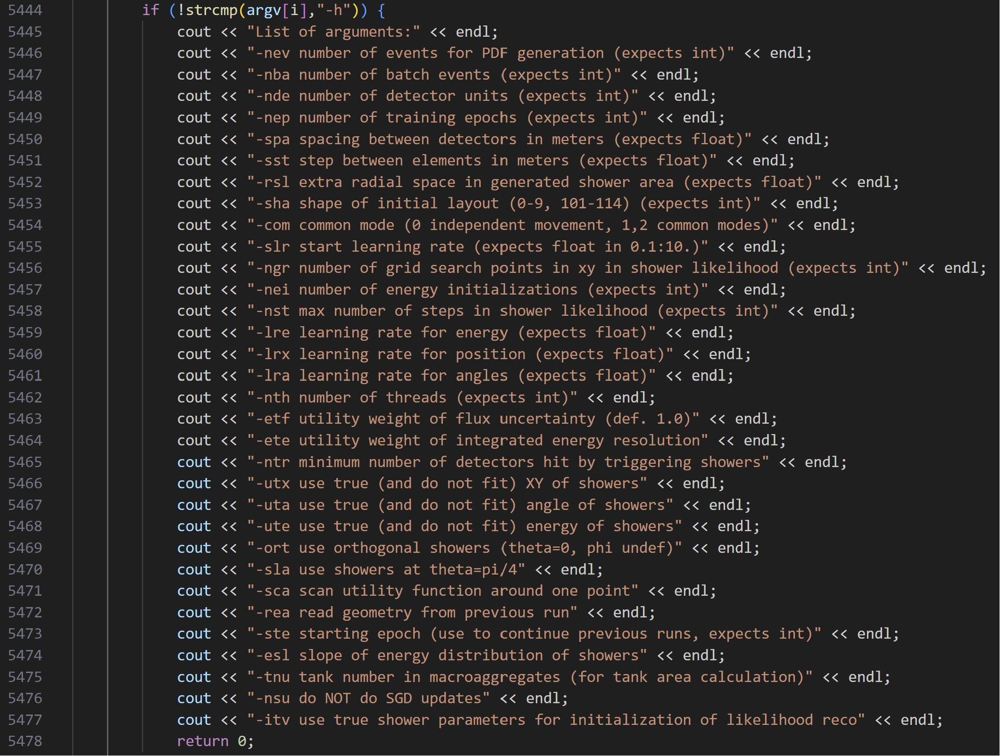 5444 if (!strcmp(argv[i],"-h")) {
5445 cout << "List of arguments:" << endl;
5446 cout << "-nev number of events for PDF generation (expects int)" << endl;
5447 cout << "-nba number of batch events (expects int)" << endl;
5448 cout << "-nde number of detector units (expects int)" << endl;
5449 cout << "-nep number of training epochs (expects int)" << endl;
5450 cout << "-spa spacing between detectors in meters (expects float)" << endl;
5451 cout << "-sst step between elements in meters (expects float)" << endl;
5452 cout << "-rsl extra radial space in generated shower area (expects float)" << endl;
5453 cout << "-sha shape of initial layout (0-9, 101-114) (expects int)" << endl;
5454 cout << "-com common mode (0 independent movement, 1,2 common modes)" << endl;
5455 cout << "-slr start learning rate (expects float in 0.1:10.)" << endl;
5456 cout << "-ngr number of grid search points in xy in shower likelihood (expects int)" << endl;
5457 cout << "-nei number of energy initializations (expects int)" << endl;
5458 cout << "-nst max number of steps in shower likelihood (expects int)" << endl;
5459 cout << "-lre learning rate for energy (expects float)" << endl;
5460 cout << "-lrx learning rate for position (expects float)" << endl;
5461 cout << "-lra learning rate for angles (expects float)" << endl;
5462 cout << "-nth number of threads (expects int)" << endl;
5463 cout << "-etf utility weight of flux uncertainty (def. 1.0)" << endl;
5464 cout << "-ete utility weight of integrated energy resolution" << endl;
5465 cout << "-ntr minimum number of detectors hit by triggering showers" << endl;
5466 cout << "-utx use true (and do not fit) XY of showers" << endl;
5467 cout << "-uta use true (and do not fit) angle of showers" << endl;
5468 cout << "-ute use true (and do not fit) energy of showers" << endl;
5469 cout << "-ort use orthogonal showers (theta=0, phi undef)" << endl;
5470 cout << "-sla use showers at theta=pi/4" << endl;
5471 cout << "-sca scan utility function around one point" << endl;
5472 cout << "-rea read geometry from previous run" << endl;
5473 cout << "-ste starting epoch (use to continue previous runs, expects int)" << endl;
5474 cout << "-esl slope of energy distribution of showers" << endl;
5475 cout << "-tnu tank number in macroaggregates (for tank area calculation)" << endl;
5476 cout << "-nsu do NOT do SGD updates" << endl;
5477 cout << "-itv use true shower parameters for initialization of likelihood reco" << endl;
5478 return 0;